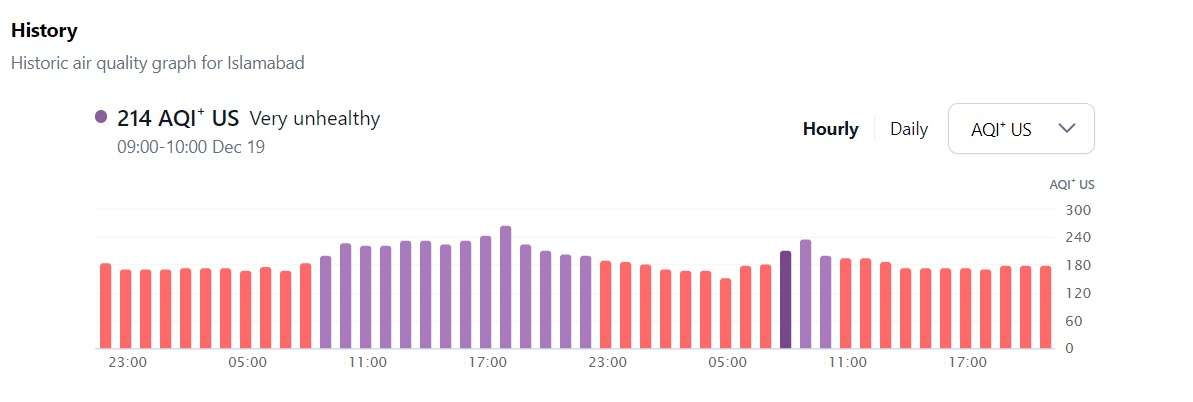 History
Historic air quality graph for Islamabad
214 AQI⁺ US Very unhealthy
09:00-10:00 Dec 19
Hourly Daily AQI⁺ US
AQI⁺ US
300
240
180
120
60
0
23:00 05:00 11:00 17:00 23:00 05:00 11:00 17:00